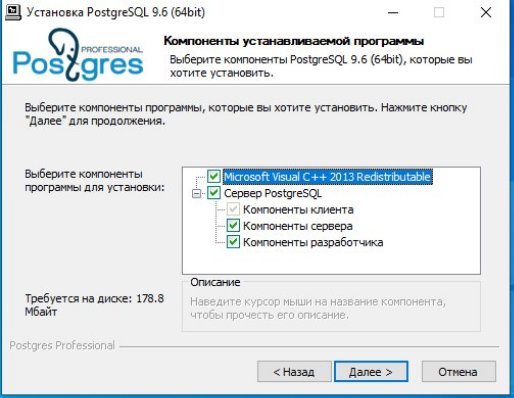 Установка PostgreSQL 9.6 (64bit)
PROFESSIONAL
Postgres
Компоненты устанавливаемой программы
Выберите компоненты PostgreSQL 9.6 (64bit), которые вы
хотите установить.
Выберите компоненты программы, которые вы хотите установить. Нажмите кнопку
"Далее" для продолжения.
Выберите компоненты
программы для установки:
Microsoft Visual C++ 2013 Redistributable
Сервер PostgreSQL
Компоненты клиента
Компоненты сервера
Компоненты разработчика
Требуется на диске: 178.8
Мбайт
Описание
Наведите курсор мыши на название компонента,
чтобы прочесть его описание.
Postgres Professional
< Назад
Далее >
Отмена